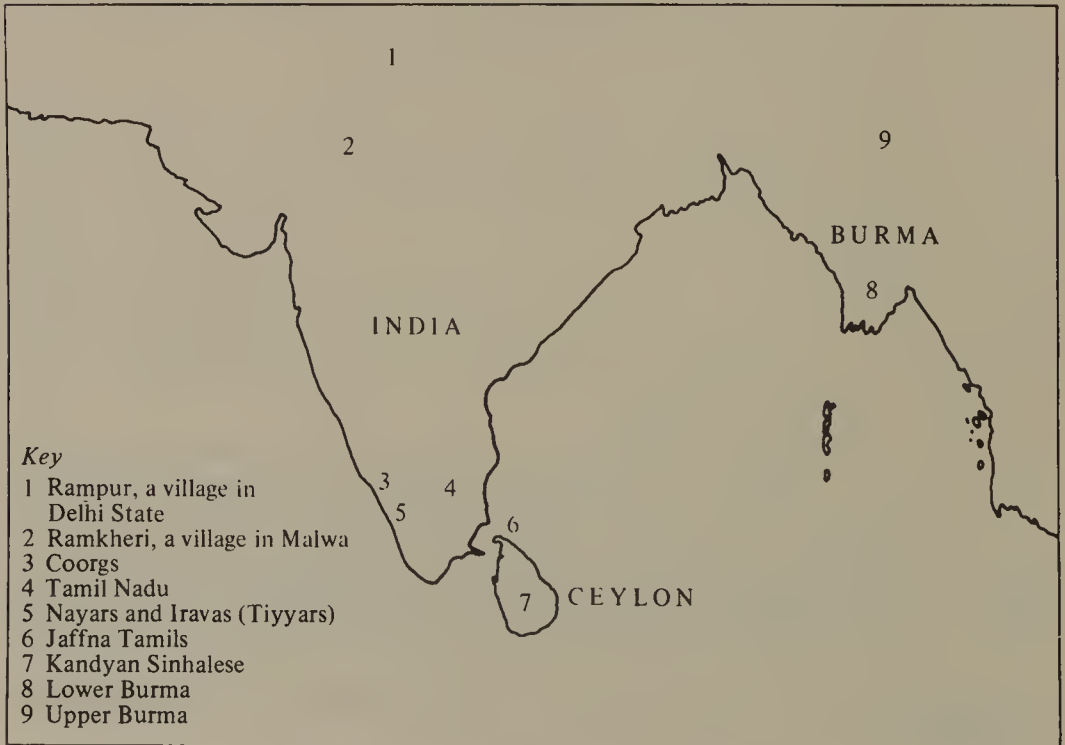 1
2
9
BURMA
8
INDIA
3
4
5
6
7
CEYLON
Key
1 Rampur, a village in
Delhi State
2 Ramkheri, a village in Malwa
3 Coorgs
4 Tamil Nadu
5 Nayars and Iravas (Tiyyars)
6 Jaffna Tamils
7 Kandyan Sinhalese
8 Lower Burma
9 Upper Burma